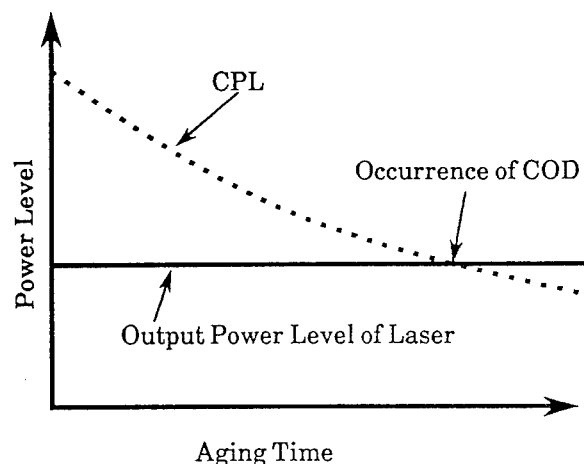 CPL
Occurrence of COD
Power Level
Output Power Level of Laser
Aging Time